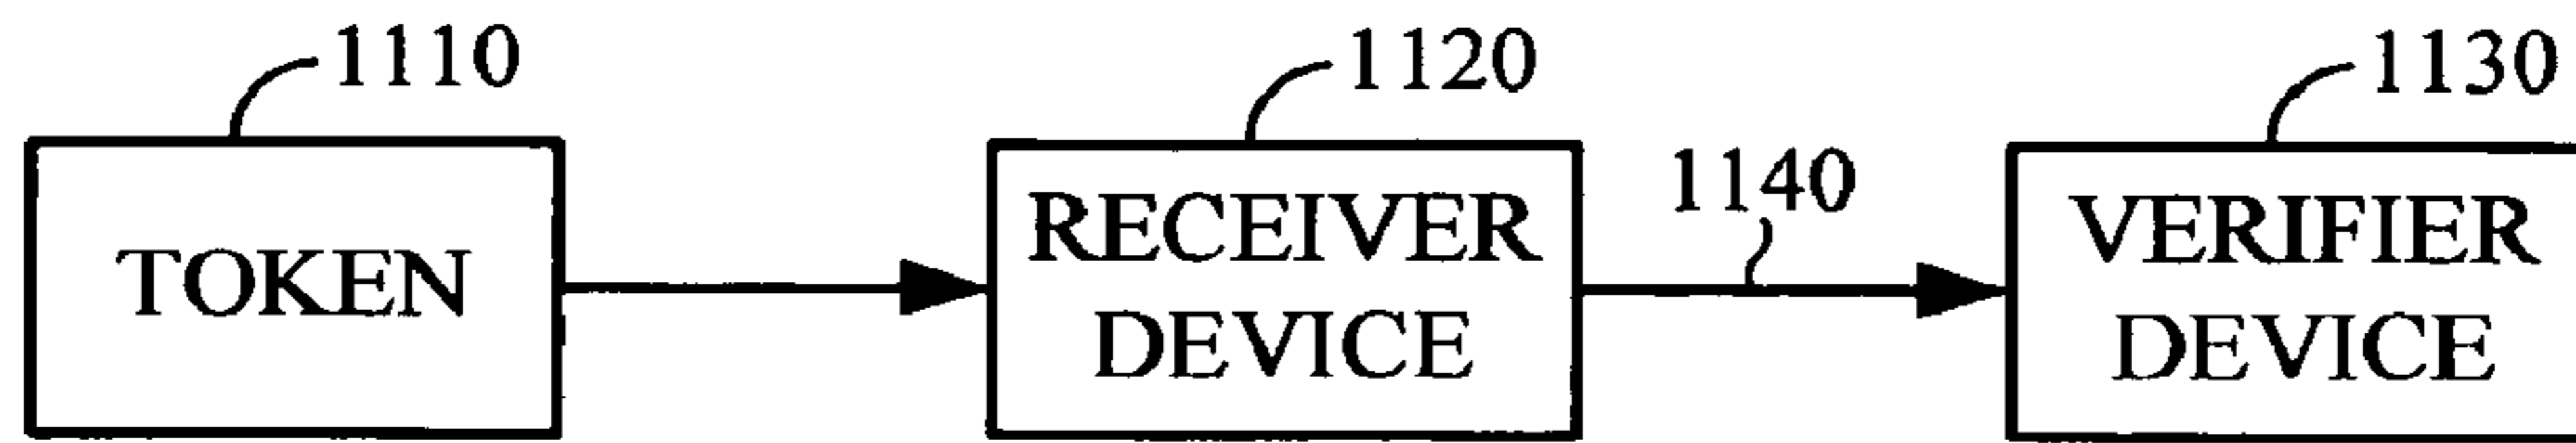 1110
1120
1130
TOKEN
RECEIVER
DEVICE
1140
VERIFIER
DEVICE